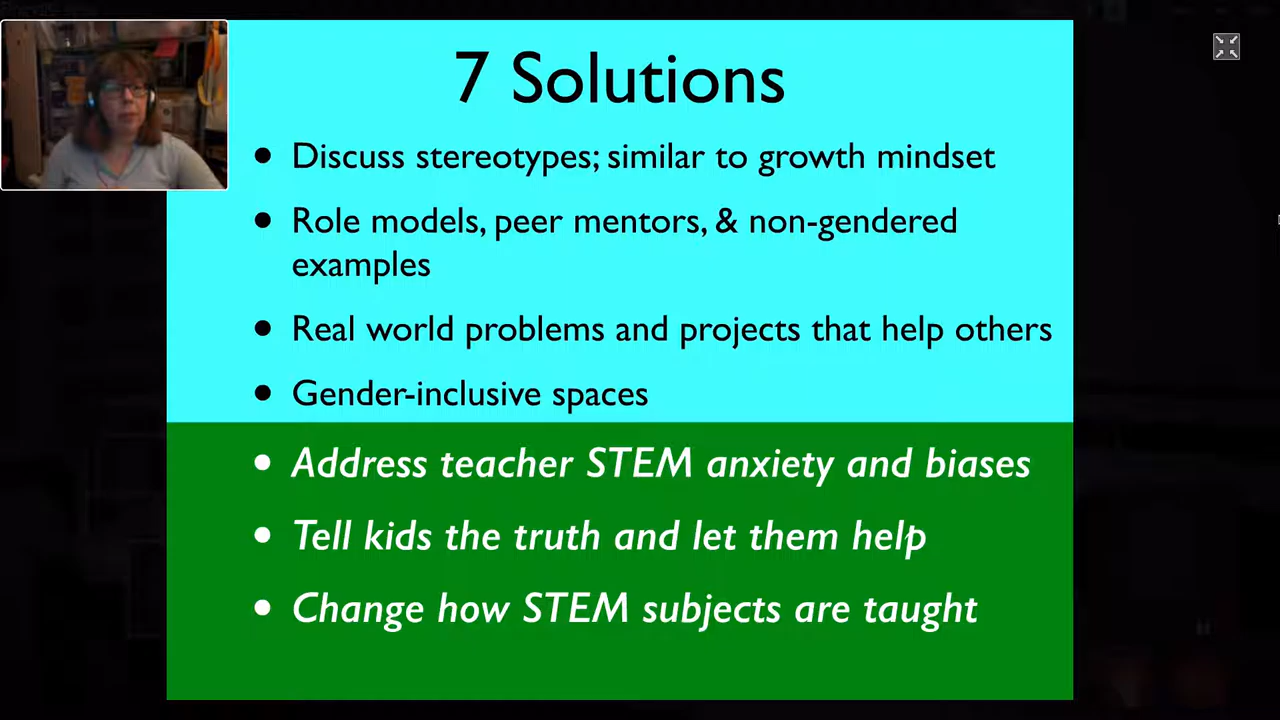 7 Solutions
• Discuss stereotypes; similar to growth mindset
• Role models, peer mentors, & non-gendered
examples
• Real world problems and projects that help others
• Gender-inclusive spaces
• Address teacher STEM anxiety and biases
• Tell kids the truth and let them help
• Change how STEM subjects are taught